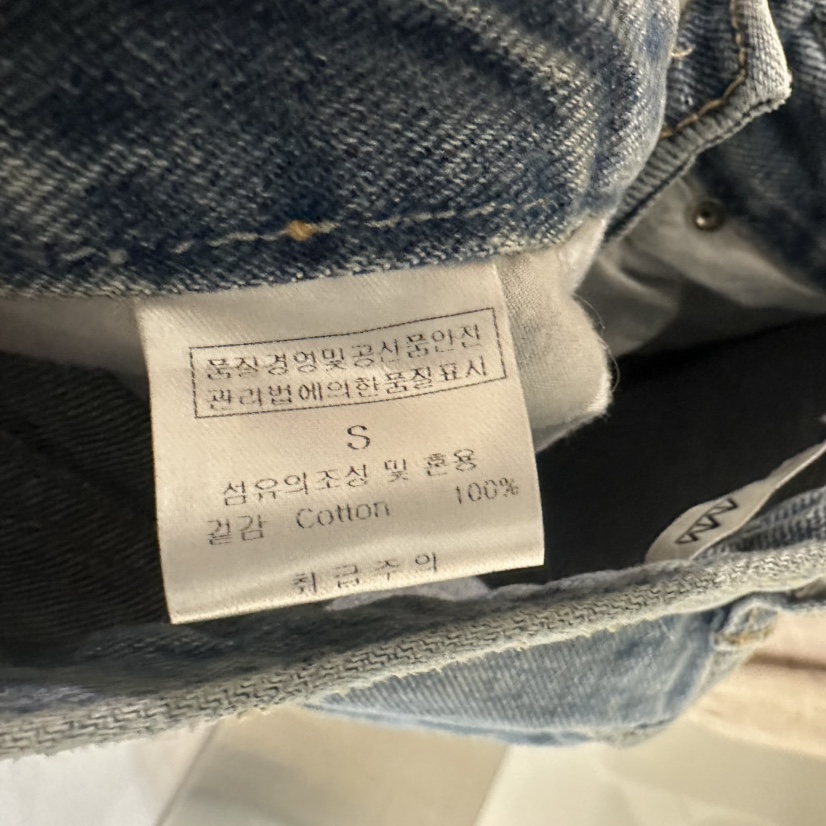 품질경영및공산품안전
관리법에의한품질표시
S
섬유의조성 및 혼용
겉감 Cotton 100%
취 급 주 의